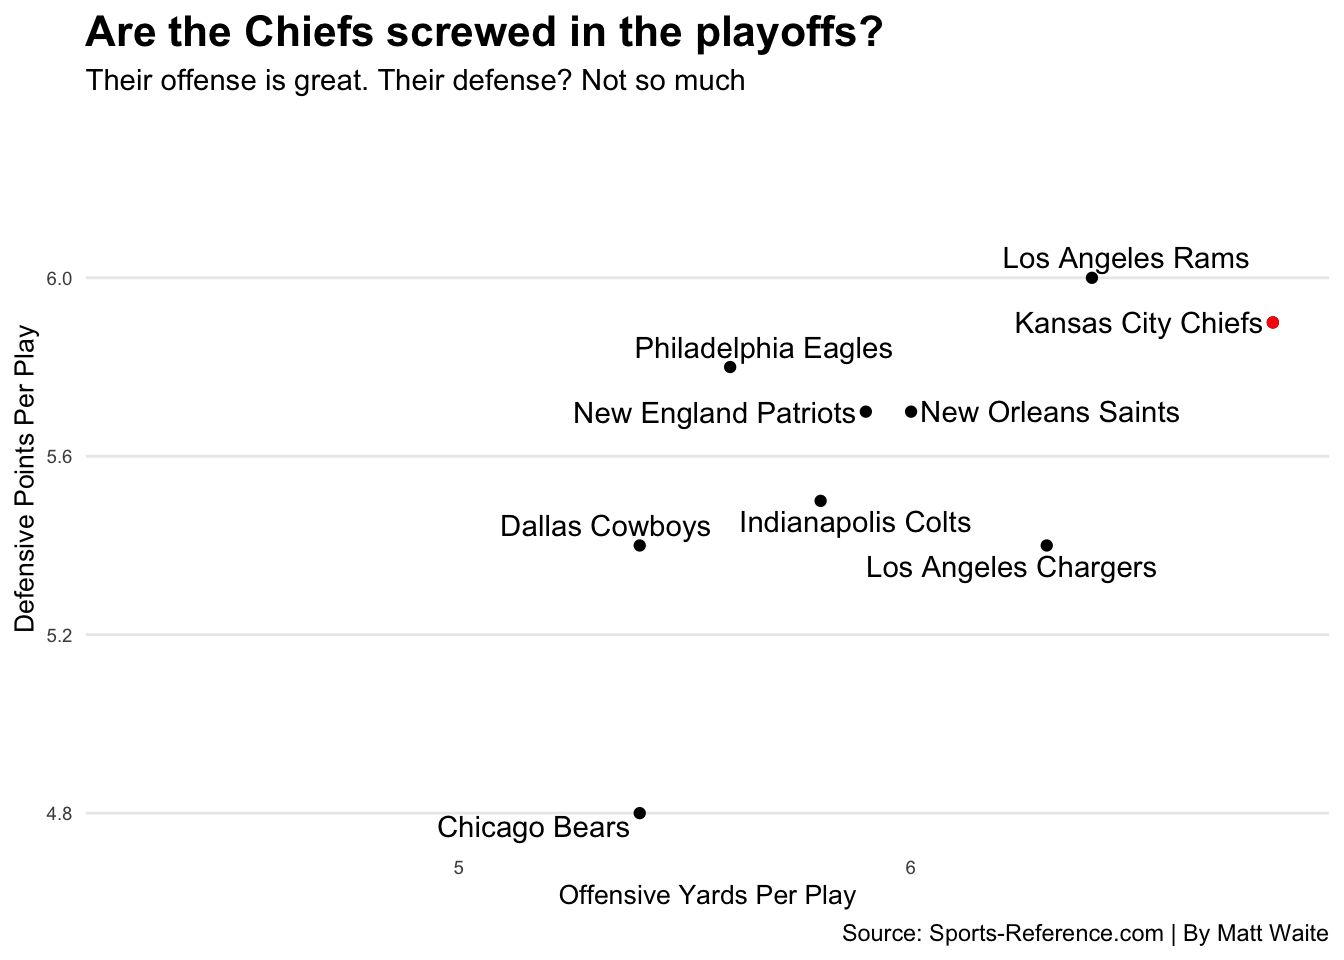 Are the Chiefs screwed in the playoffs?
Their offense is great. Their defense? Not so much
Los Angeles Rams
6.0
Kansas City Chiefs
Philadelphia Eagles
New England Patriots
New Orleans Saints
5.6
Dallas Cowboys
Indianapolis Colts
Los Angeles Chargers
5.2
4.8
Chicago Bears
Defensive Points Per Play
5
6
Offensive Yards Per Play
Source: Sports-Reference.com | By Matt Waite